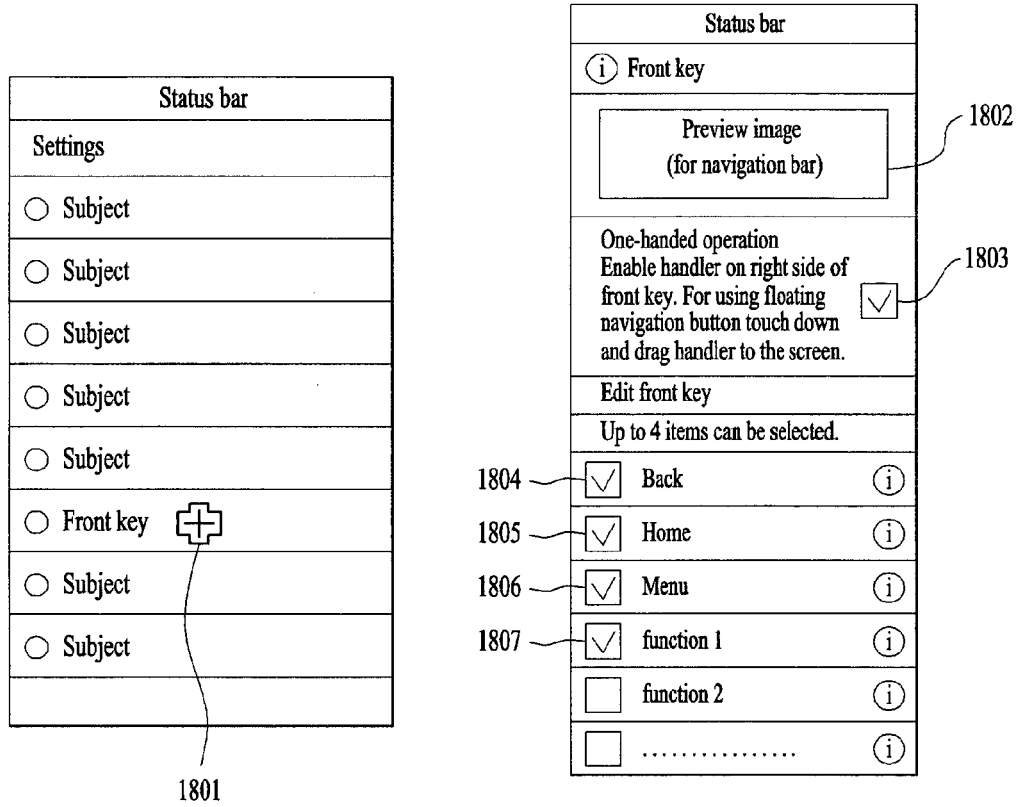 Status bar
Settings
Subject
Subject
Subject
Subject
Subject
Front key
Subject
Subject
1801
Status bar
i Front key
Preview image
(for navigation bar)
1802
One-handed operation
Enable handler on right side of
front key. For using floating
navigation button touch down
and drag handler to the screen.
1803
Edit front key
Up to 4 items can be selected.
1804 Back i
1805 Home i
1806 Menu i
1807 function 1 i
function 2 i
................ i